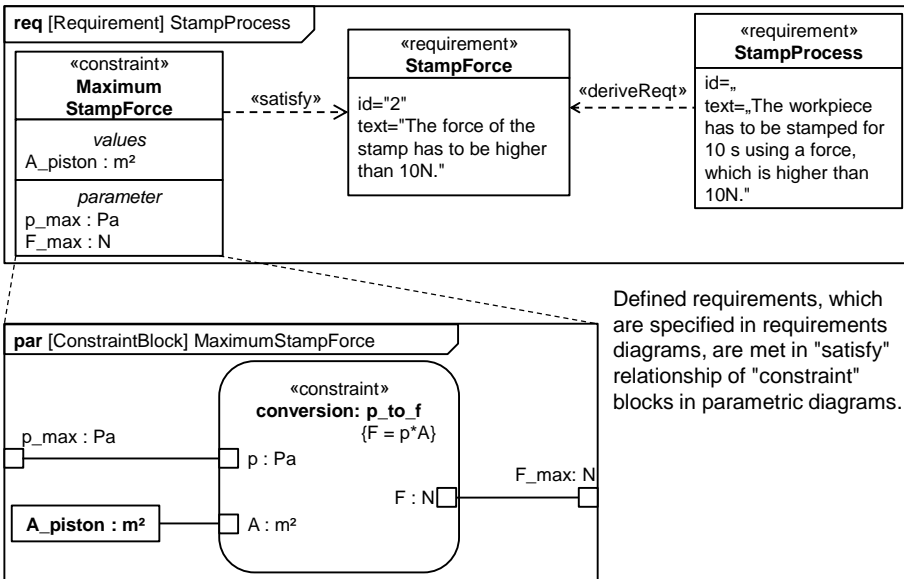 req [Requirement] StampProcess
«constraint»
Maximum
StampForce
values
A_piston : m²
parameter
p_max : Pa
F_max : N
«satisfy»
«requirement»
StampForce
id="2"
text="The force of the
stamp has to be higher
than 10N."
«deriveReqt»
«requirement»
StampProcess
id=„
text=„The workpiece
has to be stamped for
10 s using a force,
which is higher than
10N."
Defined requirements, which
are specified in requirements
diagrams, are met in "satisfy"
relationship of "constraint"
blocks in parametric diagrams.
par [ConstraintBlock] MaximumStampForce
«constraint»
conversion: p_to_f
{F = p*A}
p_max : Pa
p : Pa
F_max: N
F : N
A_piston : m²
A : m²